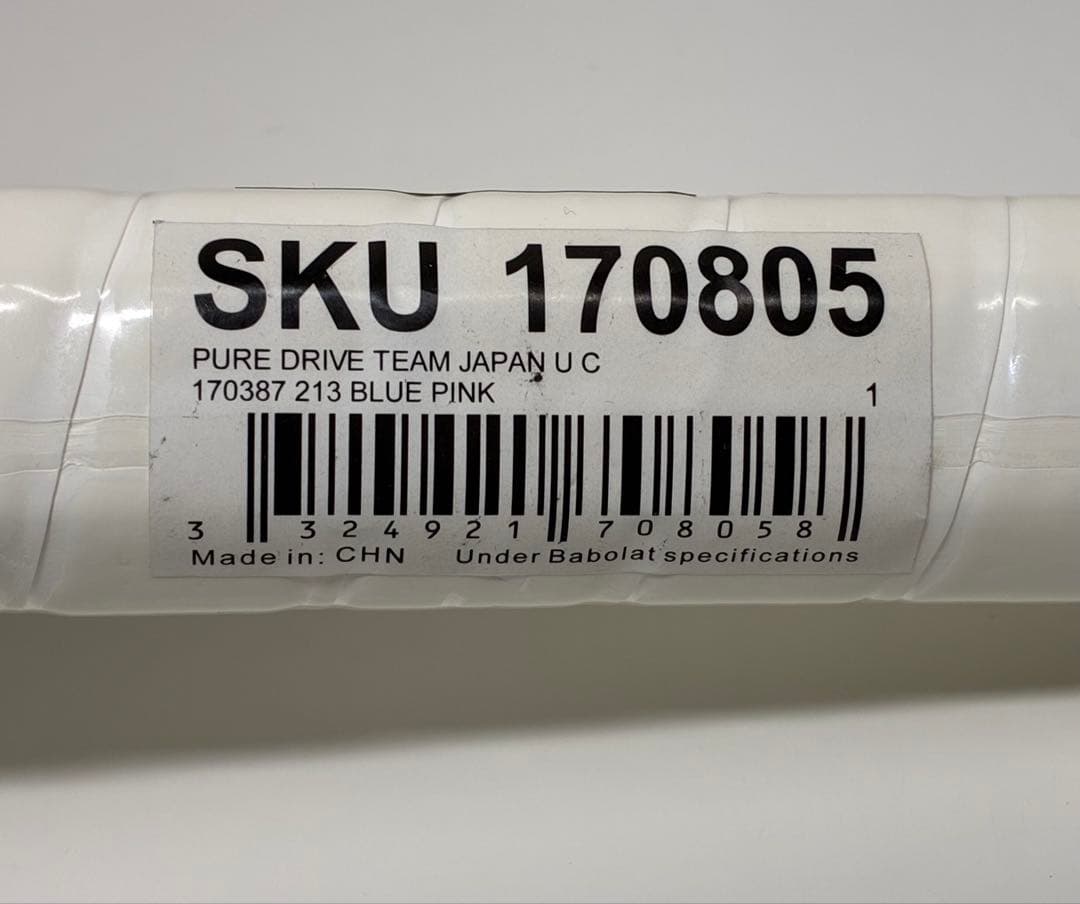 SKU 170805
PURE DRIVE TEAM JAPAN U C
170387 213 BLUE PINK 1
3 324921 708058
Made in: CHN Under Babolat specifications